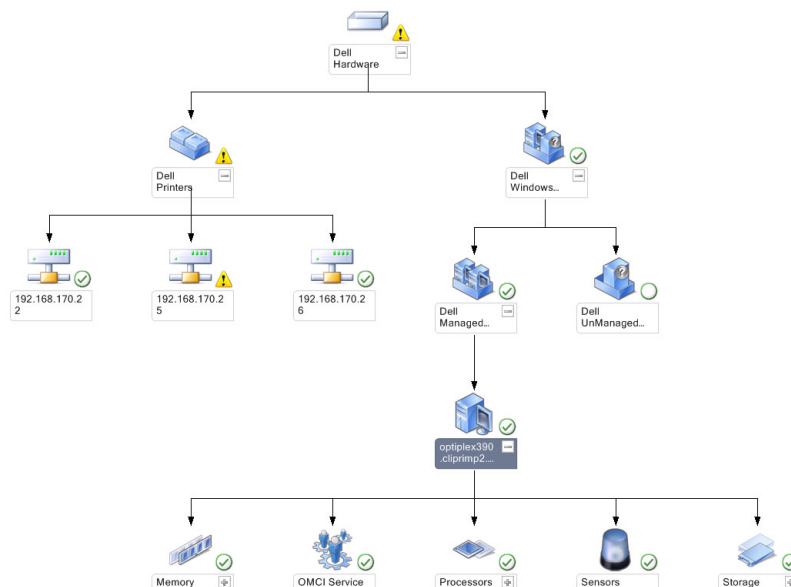 Dell
Hardware
Dell
Printers
Dell
Windows...
192.168.170.2
2
192.168.170.2
5
192.168.170.2
6
Dell
Managed...
Dell
UnManaged...
optiplex390
.cliprimp2....
Memory
OMCI Service
Processors
Sensors
Storage